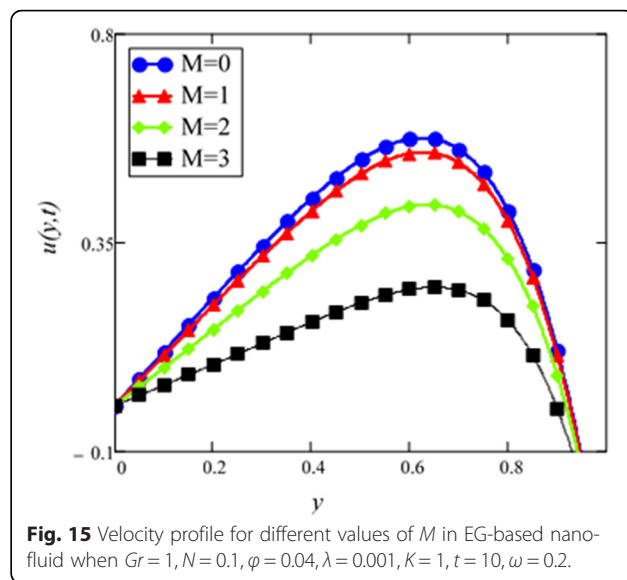 0.8
M=0
M=1
M=2
M=3
u(y,t)
0.35
– 0.1
0 0.2 0.4 0.6 0.8
y
Fig. 15 Velocity profile for different values of M in EG-based nano-
fluid when Gr = 1, N = 0.1, φ = 0.04, λ = 0.001, K = 1, t = 10, ω = 0.2.